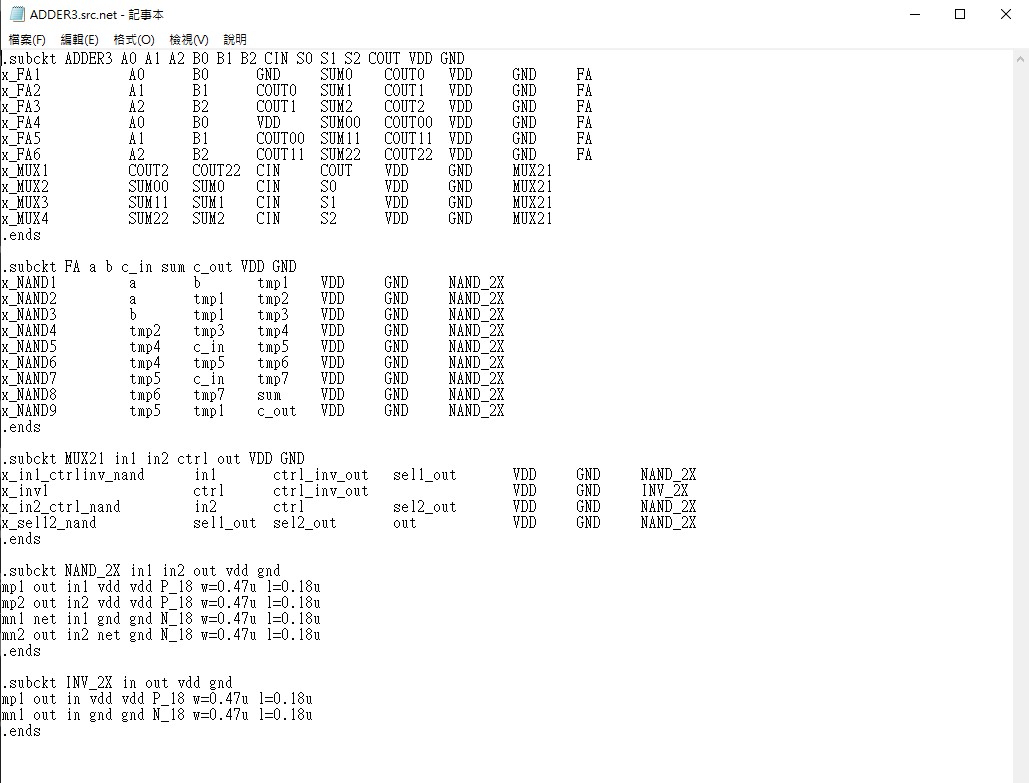 ADDER3.src.net - 記事本
檔案(F) 編輯(E) 格式(O) 檢視(V) 說明
.subckt ADDER3 A0 A1 A2 B0 B1 B2 CIN S0 S1 S2 COUT VDD GND
x_FA1 A0 B0 GND SUM0 COUT0 VDD GND FA
x_FA2 A1 B1 COUT0 SUM1 COUT1 VDD GND FA
x_FA3 A2 B2 COUT1 SUM2 COUT2 VDD GND FA
x_FA4 A0 B0 VDD SUM00 COUT00 VDD GND FA
x_FA5 A1 B1 COUT00 SUM11 COUT11 VDD GND FA
x_FA6 A2 B2 COUT11 SUM22 COUT22 VDD GND FA
x_MUX1 COUT2 COUT22 CIN COUT VDD GND MUX21
x_MUX2 SUM00 SUM0 CIN S0 VDD GND MUX21
x_MUX3 SUM11 SUM1 CIN S1 VDD GND MUX21
x_MUX4 SUM22 SUM2 CIN S2 VDD GND MUX21
.ends
.subckt FA a b c_in sum c_out VDD GND
x_NAND1 a b tmp1 VDD GND NAND_2X
x_NAND2 a tmp1 tmp2 VDD GND NAND_2X
x_NAND3 b tmp1 tmp3 VDD GND NAND_2X
x_NAND4 tmp2 tmp3 tmp4 VDD GND NAND_2X
x_NAND5 tmp4 c_in tmp5 VDD GND NAND_2X
x_NAND6 tmp4 tmp5 tmp6 VDD GND NAND_2X
x_NAND7 tmp5 c_in tmp7 VDD GND NAND_2X
x_NAND8 tmp6 tmp7 sum VDD GND NAND_2X
x_NAND9 tmp5 tmp1 c_out VDD GND NAND_2X
.ends
.subckt MUX21 in1 in2 ctrl out VDD GND
x_in1_ctrlinv_nand in1 ctrl_inv_out sel1_out VDD GND NAND_2X
x_inv1 ctrl ctrl_inv_out VDD GND INV_2X
x_in2_ctrl_nand in2 ctrl sel2_out VDD GND NAND_2X
x_sel12_nand sel1_out sel2_out out VDD GND NAND_2X
.ends
.subckt NAND_2X in1 in2 out vdd gnd
mp1 out in1 vdd vdd P_18 w=0.47u l=0.18u
mp2 out in2 vdd vdd P_18 w=0.47u l=0.18u
mn1 net in1 gnd gnd N_18 w=0.47u l=0.18u
mn2 out in2 net gnd N_18 w=0.47u l=0.18u
.ends
.subckt INV_2X in out vdd gnd
mp1 out in vdd vdd P_18 w=0.47u l=0.18u
mn1 out in gnd gnd N_18 w=0.47u l=0.18u
.ends